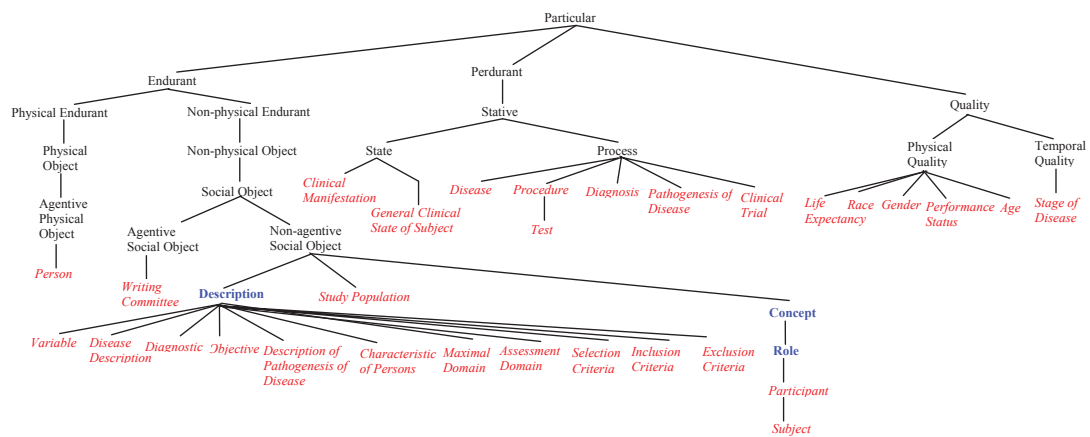 Particular
Endurant
Perdurant
Quality
Physical Endurant
Non-physical Endurant
Stative
Physical
Object
Non-physical Object
State
Process
Physical
Quality
Temporal
Quality
Agentive
Physical
Object
Social Object
Clinical
Manifestation
General Clinical
State of Subject
Disease
Procedure
Diagnosis
Pathogenesis of
Disease
Clinical
Trial
Test
Life
Expectancy
Race
Gender
Performance
Status
Age
Stage of
Disease
Person
Agentive
Social Object
Non-agentive
Social Object
Writing
Committee
Description
Study Population
Concept
Role
Variable
Disease
Description
Diagnostic
Objective
Description of
Pathogenesis of
Disease
Characteristic
of Persons
Maximal
Domain
Assessment
Domain
Selection
Criteria
Inclusion
Criteria
Exclusion
Criteria
Participant
Subject